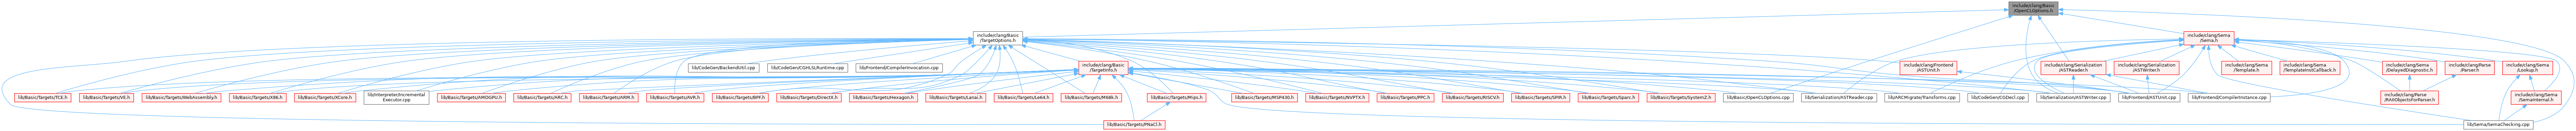 include/clang/Basic
/OpenCLOptions.h
include/clang/Basic
/TargetOptions.h
include/clang/Sema
/Sema.h
lib/CodeGen/BackendUtil.cpp
lib/CodeGen/CGHLSLRuntime.cpp
lib/Frontend/CompilerInvocation.cpp
include/clang/Basic
/TargetInfo.h
include/clang/Frontend
/ASTUnit.h
include/clang/Serialization
/ASTReader.h
include/clang/Serialization
/ASTWriter.h
include/clang/Sema
/Template.h
include/clang/Sema
/TemplateInstCallback.h
include/clang/Sema
/DelayedDiagnostic.h
include/clang/Parse
/Parser.h
include/clang/Sema
/Lookup.h
lib/Basic/Targets/TCE.h
lib/Basic/Targets/VE.h
lib/Basic/Targets/WebAssembly.h
lib/Basic/Targets/X86.h
lib/Basic/Targets/XCore.h
lib/Interpreter/Incremental
Executor.cpp
lib/Basic/Targets/AMDGPU.h
lib/Basic/Targets/ARC.h
lib/Basic/Targets/ARM.h
lib/Basic/Targets/AVR.h
lib/Basic/Targets/BPF.h
lib/Basic/Targets/DirectX.h
lib/Basic/Targets/Hexagon.h
lib/Basic/Targets/Lanai.h
lib/Basic/Targets/Le64.h
lib/Basic/Targets/M68k.h
lib/Basic/Targets/Mips.h
lib/Basic/Targets/MSP430.h
lib/Basic/Targets/NVPTX.h
lib/Basic/Targets/PPC.h
lib/Basic/Targets/RISCV.h
lib/Basic/Targets/SPIR.h
lib/Basic/Targets/Sparc.h
lib/Basic/Targets/SystemZ.h
lib/Basic/OpenCLOptions.cpp
lib/Serialization/ASTReader.cpp
lib/ARCMigrate/Transforms.cpp
lib/CodeGen/CGDecl.cpp
lib/Serialization/ASTWriter.cpp
lib/Frontend/ASTUnit.cpp
lib/Frontend/CompilerInstance.cpp
include/clang/Parse
/RAIIObjectsForParser.h
include/clang/Sema
/SemaInternal.h
lib/Basic/Targets/PNaCl.h
lib/Sema/SemaChecking.cpp